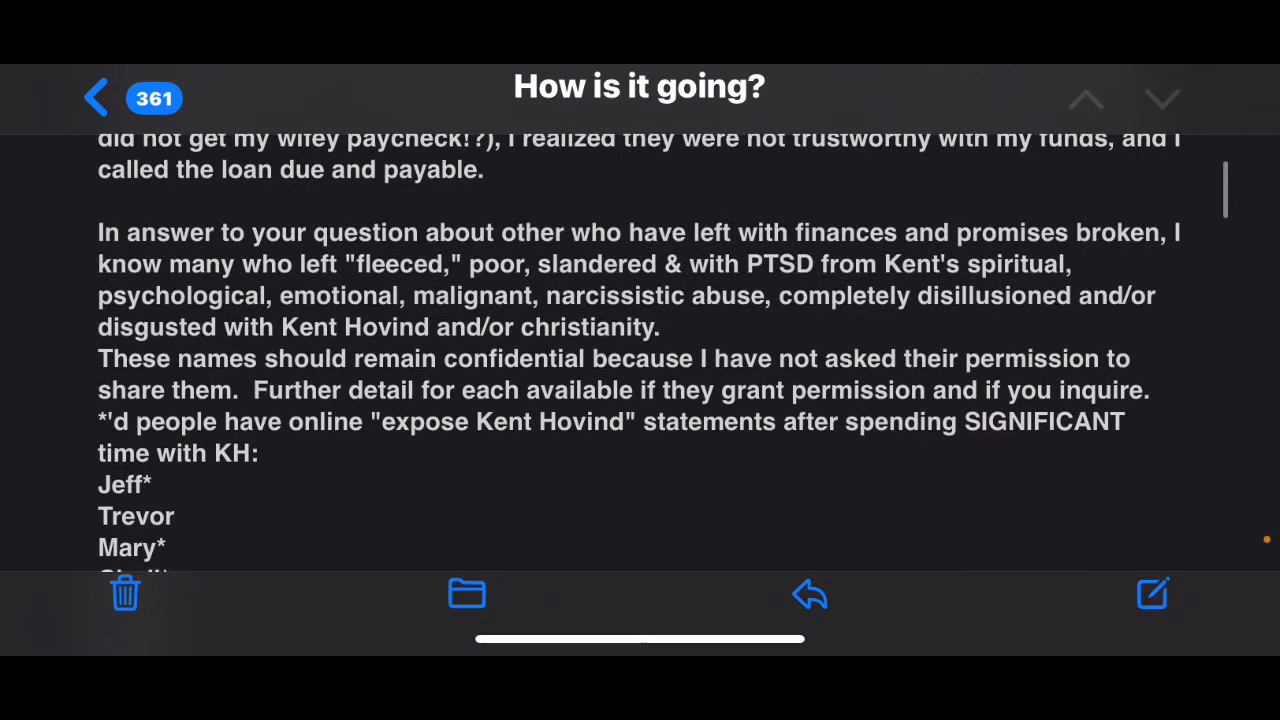 361
How is it going?
did not get my wifey paycheck!?), I realized they were not trustworthy with my funds, and I
called the loan due and payable.
In answer to your question about other who have left with finances and promises broken, I
know many who left "fleeced," poor, slandered & with PTSD from Kent's spiritual,
psychological, emotional, malignant, narcissistic abuse, completely disillusioned and/or
disgusted with Kent Hovind and/or christianity.
These names should remain confidential because I have not asked their permission to
share them.  Further detail for each available if they grant permission and if you inquire.
*'d people have online "expose Kent Hovind" statements after spending SIGNIFICANT
time with KH:
Jeff*
Trevor
Mary*